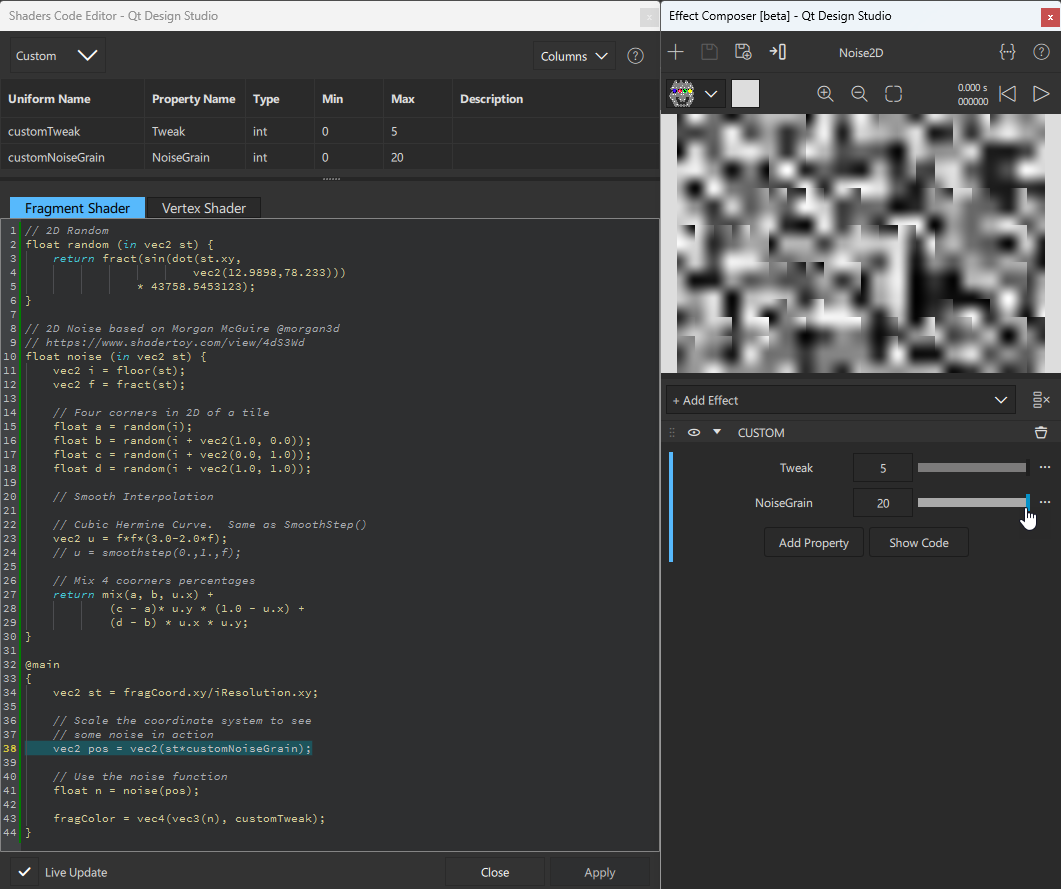 Shaders Code Editor - Qt Design Studio
x
Custom
Columns
?
Uniform Name Property Name Type Min Max Description
customTweak Tweak int 0 5
customNoiseGrain NoiseGrain int 0 20
Fragment Shader Vertex Shader
1 // 2D Random
2 float random (in vec2 st) {
3 return fract(sin(dot(st.xy,
4 vec2(12.9898,78.233)))
5 * 43758.5453123);
6 }
7
8 // 2D Noise based on Morgan McGuire @morgan3d
9 // https://www.shadertoy.com/view/4dS3Wd
10 float noise (in vec2 st) {
11 vec2 i = floor(st);
12 vec2 f = fract(st);
13
14 // Four corners in 2D of a tile
15 float a = random(i);
16 float b = random(i + vec2(1.0, 0.0));
17 float c = random(i + vec2(0.0, 1.0));
18 float d = random(i + vec2(1.0, 1.0));
19
20 // Smooth Interpolation
21
22 // Cubic Hermine Curve.  Same as SmoothStep()
23 vec2 u = f*f*(3.0-2.0*f);
24 // u = smoothstep(0.,1.,f);
25
26 // Mix 4 coorners percentages
27 return mix(a, b, u.x) +
28 (c - a)* u.y * (1.0 - u.x) +
29 (d - b) * u.x * u.y;
30 }
31
32 @main
33 {
34 vec2 st = fragCoord.xy/iResolution.xy;
35
36 // Scale the coordinate system to see
37 // some noise in action
38 vec2 pos = vec2(st*customNoiseGrain);
39
40 // Use the noise function
41 float n = noise(pos);
42
43 fragColor = vec4(vec3(n), customTweak);
44 }
Live Update
Close
Apply
Effect Composer [beta] - Qt Design Studio
x
Noise2D
?
0.000 s
000000
+ Add Effect
CUSTOM
Tweak 5
NoiseGrain 20
Add Property Show Code